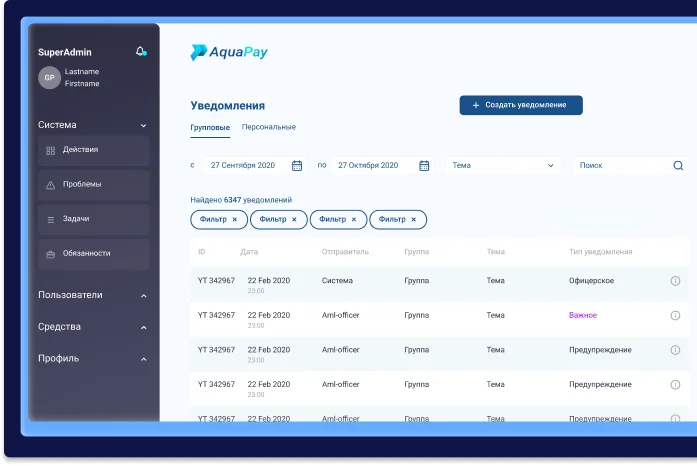 SuperAdmin
GP
Lastname
Firstname
Система
Действия
Проблемы
Задачи
Обязанности
Пользователи
Средства
Профиль
AquaPay
Уведомления
+ Создать уведомление
Групповые Персональные
с 27 Сентября 2020 по 27 Октября 2020 Тема Поиск
Найдено 6347 уведомлений
Фильтр × Фильтр × Фильтр × Фильтр ×
ID Дата Отправитель Группа Тема Тип уведомления
YT 342967 22 Feb 2020 Система Группа Тема Офицерское
23:00
YT 342967 22 Feb 2020 Aml-officer Группа Тема Важное
23:00
YT 342967 22 Feb 2020 Aml-officer Группа Тема Предупреждение
23:00
YT 342967 22 Feb 2020 Aml-officer Группа Тема Предупреждение
23:00
YT 342967 22 Feb 2020 Aml-officer Группа Тема Предупреждение